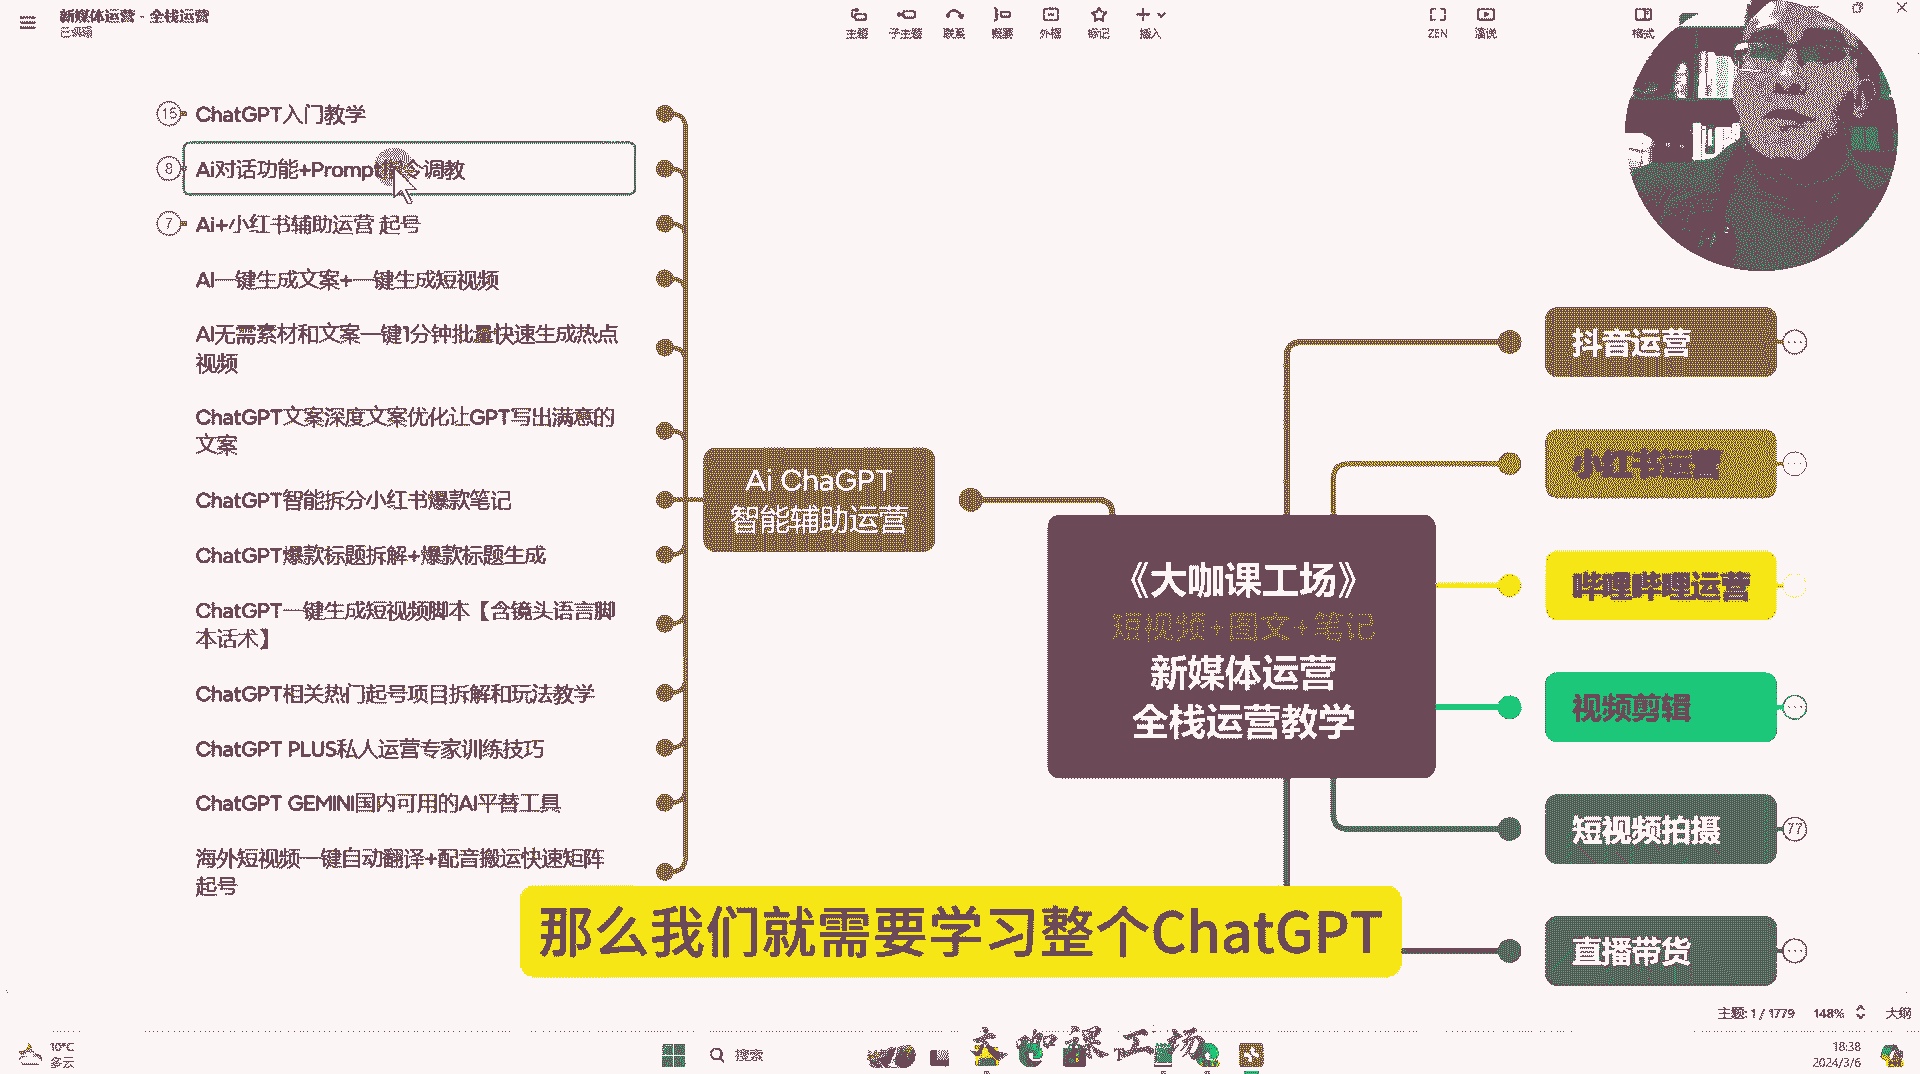 新媒体运营 - 全栈运营
已编辑
主题
子主题
联系
概要
外框
标记
插入
ZEN
演说
格式
15
ChatGPT入门教学
8
Ai对话功能+Prompt指令调教
7
Ai+小红书辅助运营 起号
AI一键生成文案+一键生成短视频
AI无需素材和文案一键1分钟批量快速生成热点
视频
ChatGPT文案深度文案优化让GPT写出满意的
文案
ChatGPT智能拆分小红书爆款笔记
ChatGPT爆款标题拆解+爆款标题生成
ChatGPT一键生成短视频脚本【含镜头语言脚
本话术】
ChatGPT相关热门起号项目拆解和玩法教学
ChatGPT PLUS私人运营专家训练技巧
ChatGPT GEMINI国内可用的AI平替工具
海外短视频一键自动翻译+配音搬运快速矩阵
起号
Ai ChaGPT
智能辅助运营
《大咖课工场》
短视频+图文+笔记
新媒体运营
全栈运营教学
抖音运营
小红书运营
哔哩哔哩运营
视频剪辑
短视频拍摄
77
直播带货
那么我们就需要学习整个ChatGPT
主题: 1 / 1779
148%
大纲
10°C
多云
搜索
大咖课工场
18:38
2024/3/6